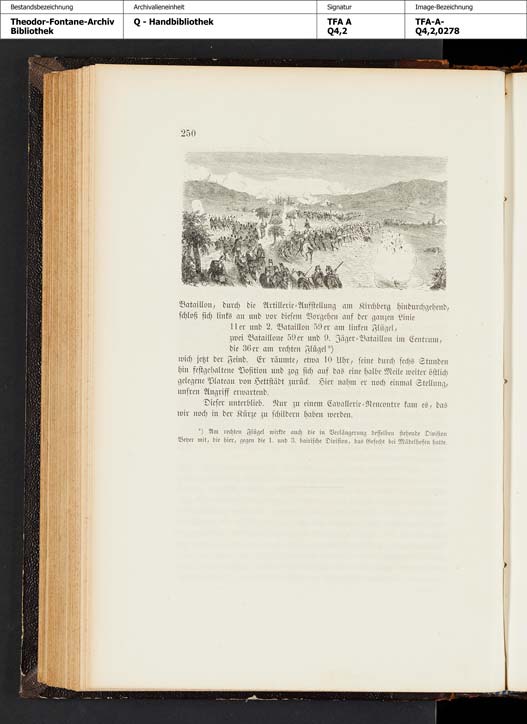 Bestandsbezeichnung Archivalieneinheit Signatur Image-Bezeichnung
Theodor-Fontane-Archiv Q - Handbibliothek TFA A TFA-A-
Bibliothek Q4,2 Q4,2,0278
250
Bataillon, durch die Artillerie-Aufstellung am Kirchberg hindurchgehend,
schloß sich links an und vor diesem Vorgehen auf der ganzen Linie
11er und 2. Bataillon 59er am linken Flügel,
zwei Bataillone 59er und 9. Jäger-Bataillon im Centrum,
die 36er am rechten Flügel*)
wich jetzt der Feind. Er räumte, etwa 10 Uhr, seine durch sechs Stunden
hin festgehaltene Position und zog sich auf das eine halbe Meile weiter östlich
gelegene Plateau von Hettstädt zurück. Hier nahm er noch einmal Stellung,
unsren Angriff erwartend.
Dieser unterblieb. Nur zu einem Cavallerie-Rencontre kam es, das
wir noch in der Kürze zu schildern haben werden.
*) Am rechten Flügel wirkte auch die in Verlängerung desselben stehende Division
Beyer mit, die hier, gegen die 1. und 3. bairische Division, das Gefecht bei Mädelhofen hatte.